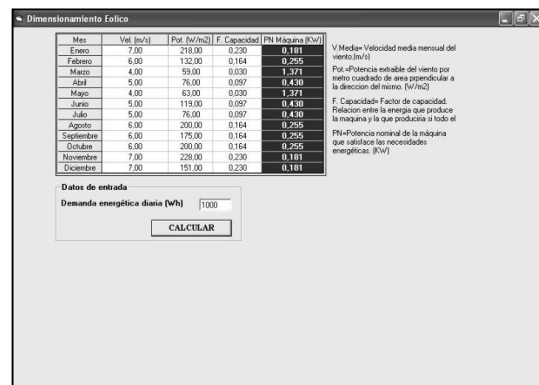 Dimensionamiento Eolico
Mes Vel. (m/s) Pot. (W/m2) F. Capacidad PN Máquina (KW)
Enero 7,00 218,00 0,230 0,181
Febrero 6,00 132,00 0,164 0,255
Marzo 4,00 59,00 0,030 1,371
Abril 5,00 76,00 0,097 0,430
Mayo 4,00 63,00 0,030 1,371
Junio 5,00 119,00 0,097 0,430
Julio 5,00 76,00 0,097 0,430
Agosto 6,00 200,00 0,164 0,255
Septiembre 6,00 175,00 0,164 0,255
Octubre 6,00 200,00 0,164 0,255
Noviembre 7,00 228,00 0,230 0,181
Diciembre 7,00 151,00 0,230 0,181
V.Media= Velocidad media mensual del
viento.(m/s)
Pot.=Potencia extraible del viento por
metro cuadrado de area prpendicular a
la direccion del mismo. (W/m2)
F. Capacidad= Factor de capacidad.
Relacion entre la energia que produce
la maquina y la que produciria si todo el
PN=Potencia nominal de la máquina
que satisface las necesidades
energéticas. (KW)
Datos de entrada
Demanda energética diaria (Wh) 1000
CALCULAR